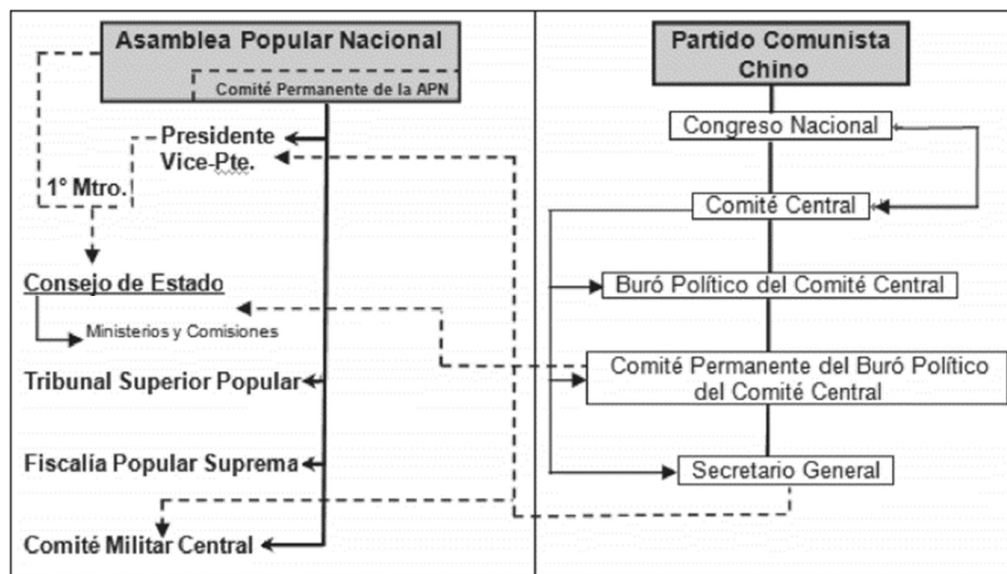 Asamblea Popular Nacional
Comité Permanente de la APN
Presidente
Vice-Pte.
1° Mtro.
Consejo de Estado
Ministerios y Comisiones
Tribunal Superior Popular
Fiscalía Popular Suprema
Comité Militar Central
Partido Comunista
Chino
Congreso Nacional
Comité Central
Buró Político del Comité Central
Comité Permanente del Buró Político
del Comité Central
Secretario General